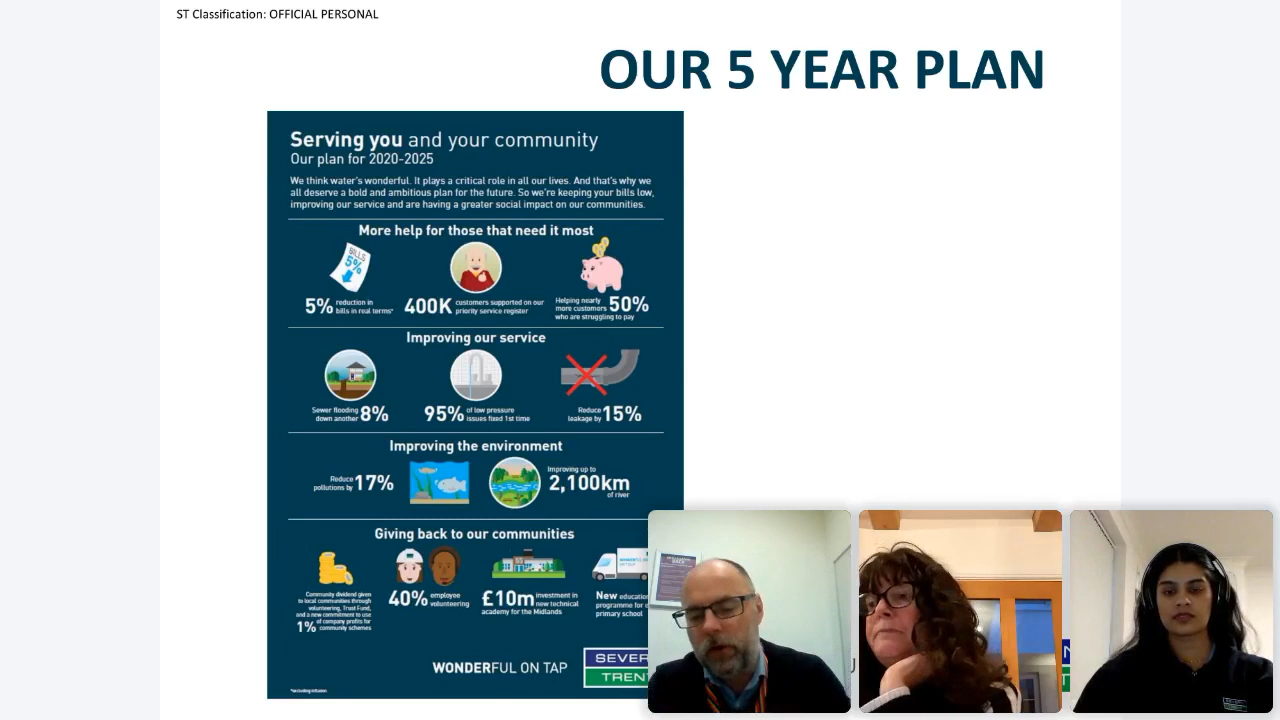 ST Classification: OFFICIAL PERSONAL
OUR 5 YEAR PLAN
Serving you and your community
Our plan for 2020-2025
We think water's wonderful. It plays a critical role in all our lives. And that's why we
all deserve a bold and ambitious plan for the future. So we're keeping your bills low,
improving our service and are having a greater social impact on our communities.
More help for those that need it most
BILLS
5%
5% reduction in
bills in real terms*
400K customers supported on our
priority service register
Helping nearly
more customers 50%
who are struggling to pay
Improving our service
Sewer flooding
down another 8%
95% of low pressure
issues fixed 1st time
Reduce
leakage by 15%
Improving the environment
Reduce
pollutions by 17%
Improving up to
2,100km
of river
Giving back to our communities
Community dividend given
to local communities through
volunteering, Trust Fund,
and a new commitment to use
1% of company profits for
community schemes
40% employee
volunteering
£10m investment in
new technical
academy for the Midlands
WONDERFUL
ON TAP
New education
programme for
primary school
WONDERFUL ON TAP
SEVER
TRENT
*excluding inflation